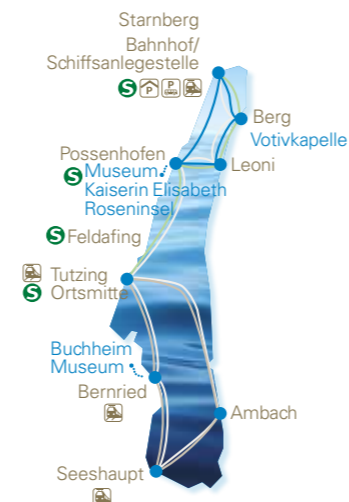 Starnberg
Bahnhof/
Schiffsanlegestelle
S P P
Berg
Votivkapelle
Possenhofen
Leoni
S Museum
Kaiserin Elisabeth
Roseninsel
S Feldafing
Tutzing
S Ortsmitte
Buchheim
Museum
Bernried
Ambach
Seeshaupt